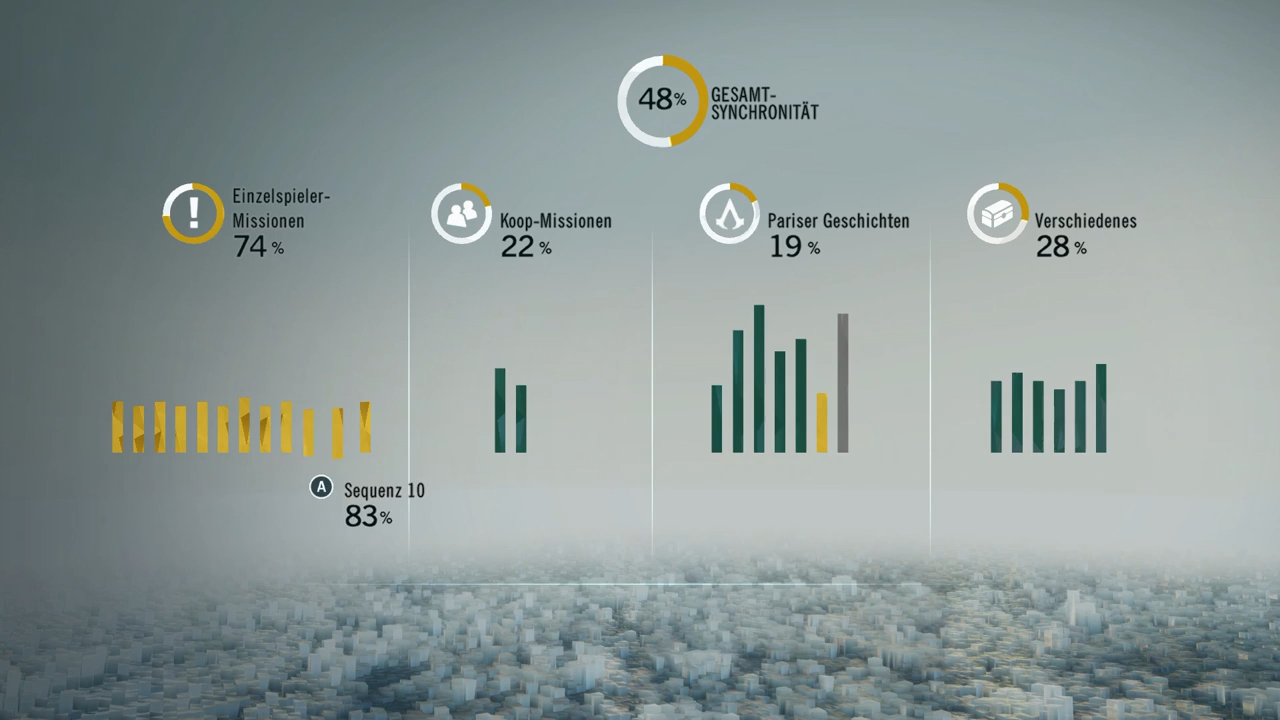 48%
GESAMT-
SYNCHRONITÄT
Einzelspieler-
Missionen
74 %
Koop-Missionen
22 %
Pariser Geschichten
19 %
Verschiedenes
28 %
A
Sequenz 10
83%